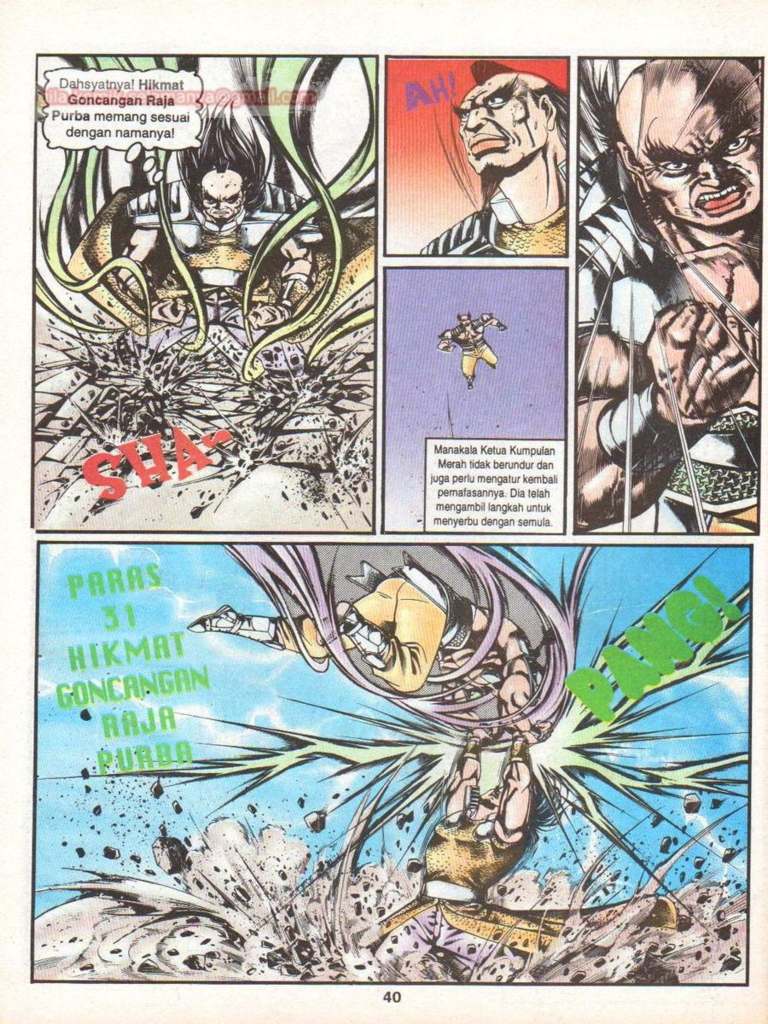 Dahsyatnya! Hikmat
Goncangan Raja
Purba memang sesuai
dengan namanya!
SHA~
AH!
Manakala Ketua Kumpulan
Merah tidak berundur dan
juga perlu mengatur kembali
pernafasannya. Dia telah
mengambil langkah untuk
menyerbu dengan semula.
PARAS
31
HIKMAT
GONCANGAN
RAJA
PURBA
PANG!
40